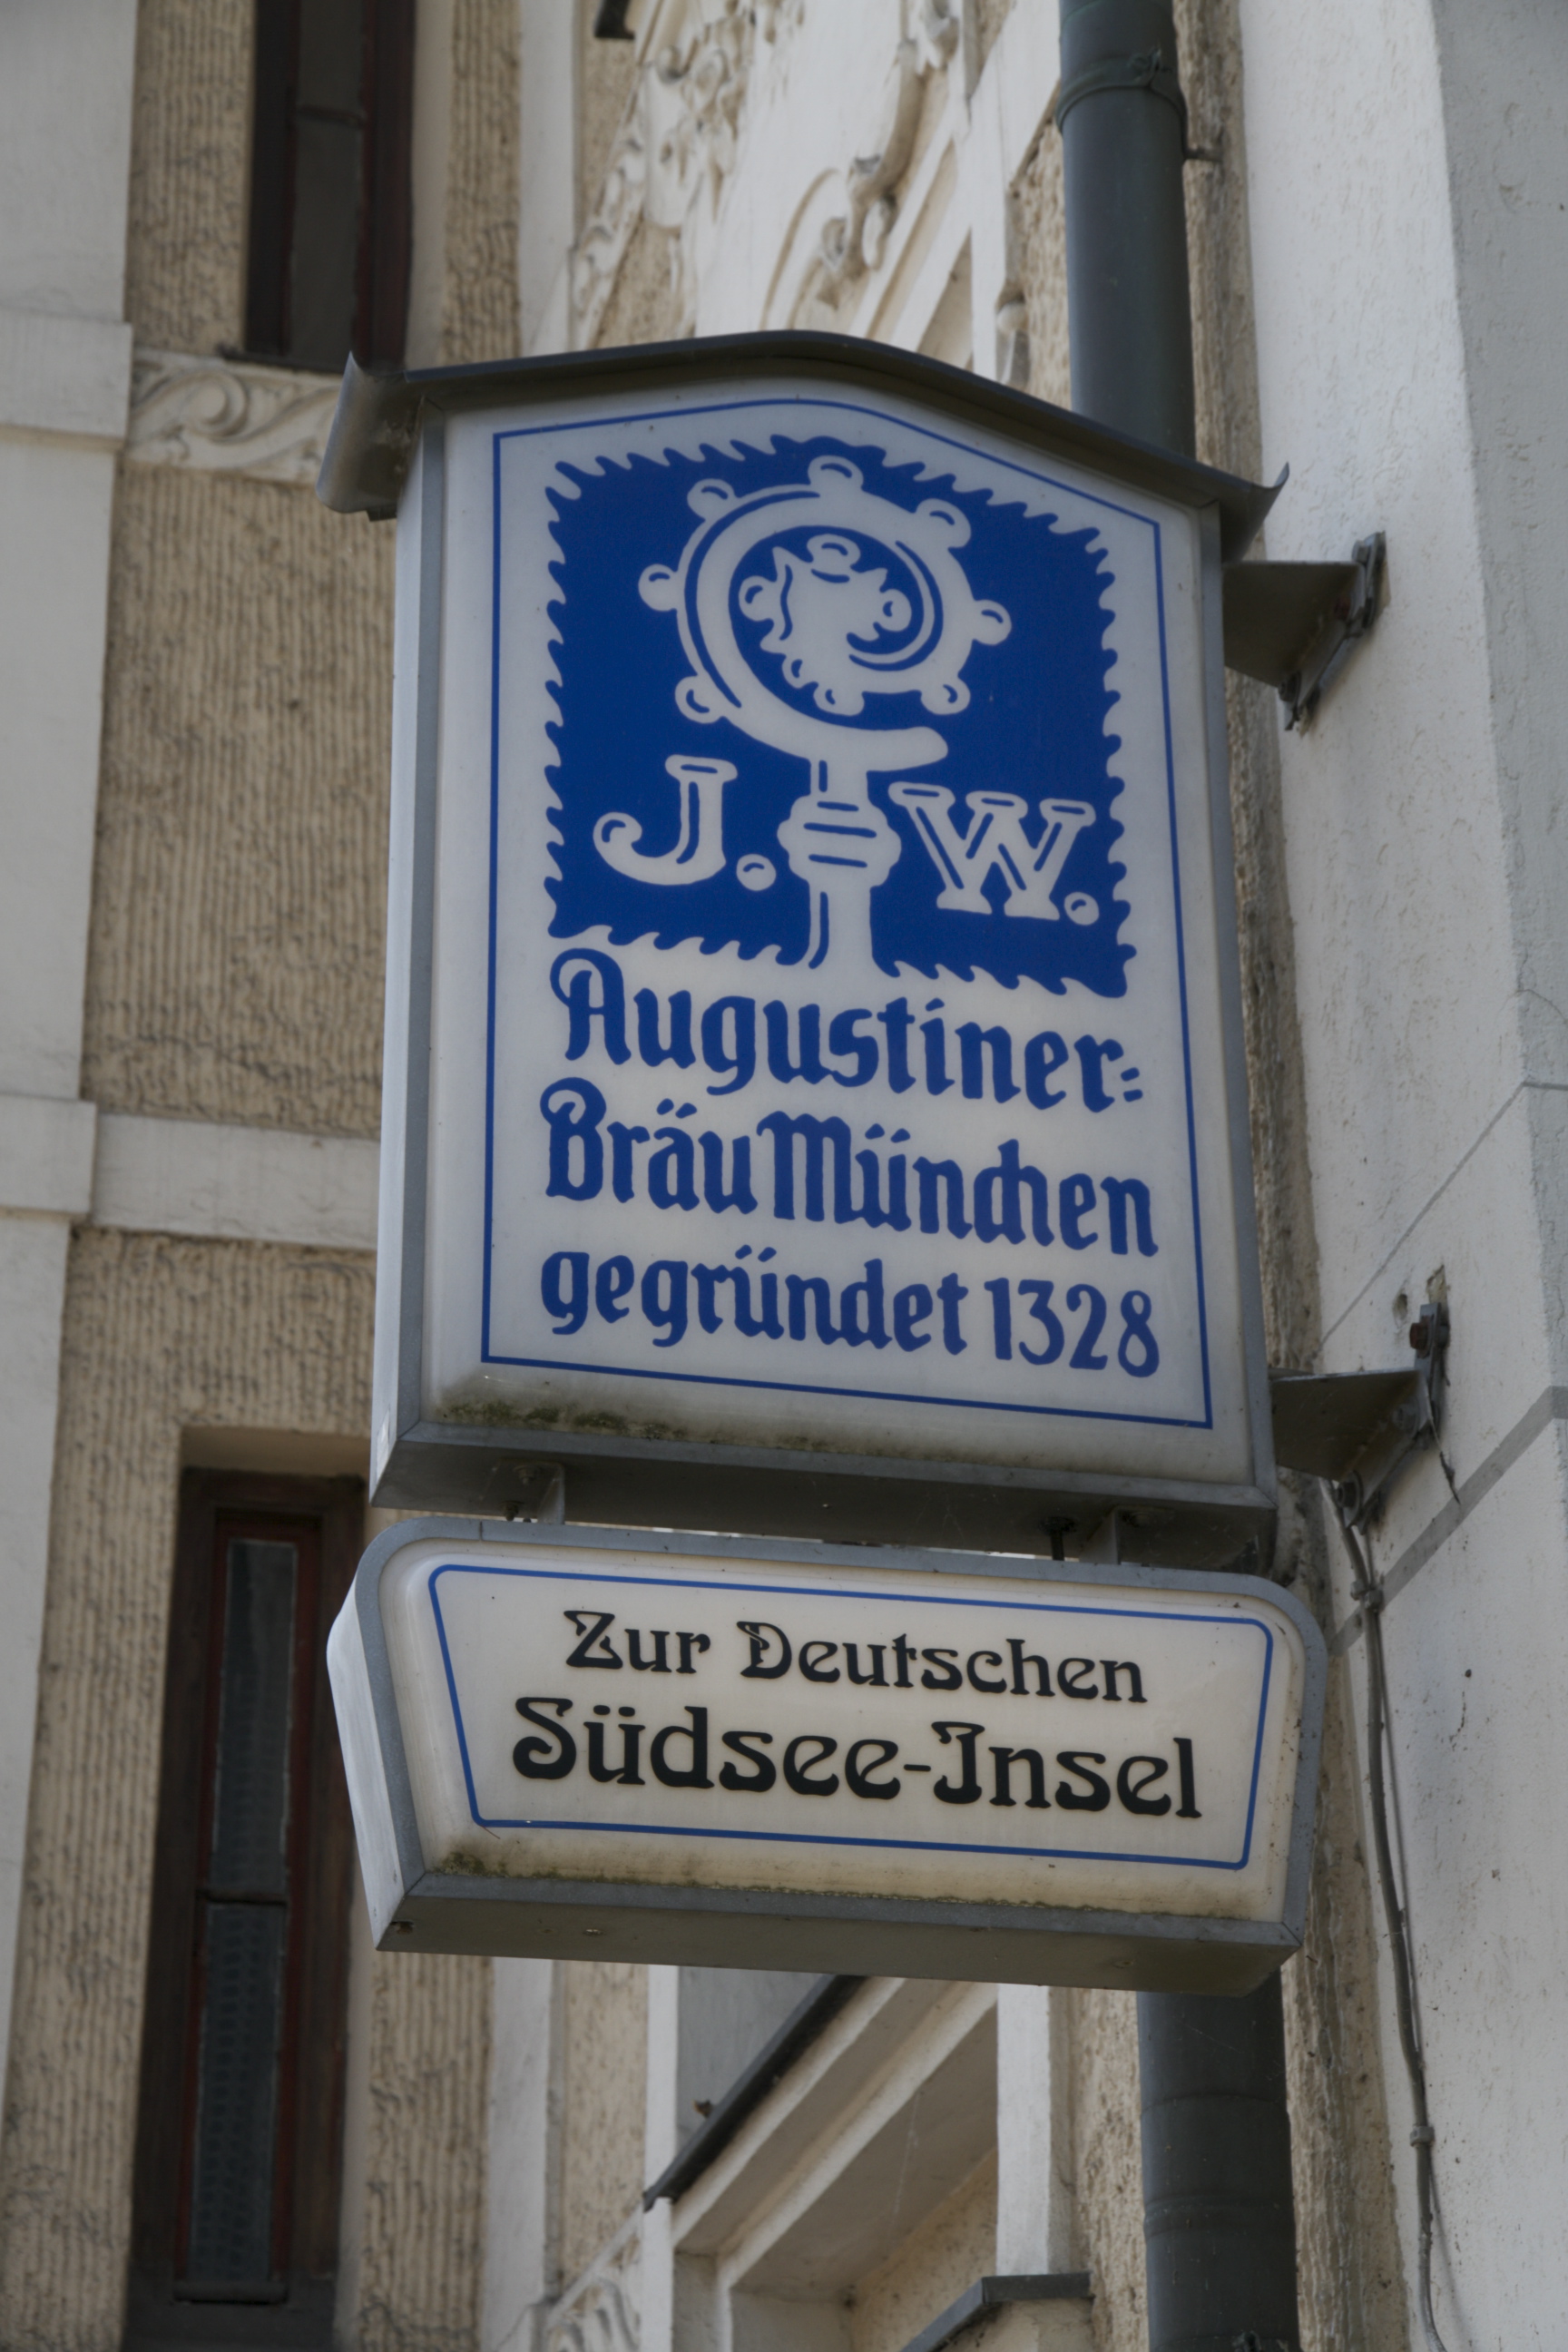 J. W.
Augustiner-
Bräu München
gegründet 1328
Zur Deutschen
Südsee-Insel